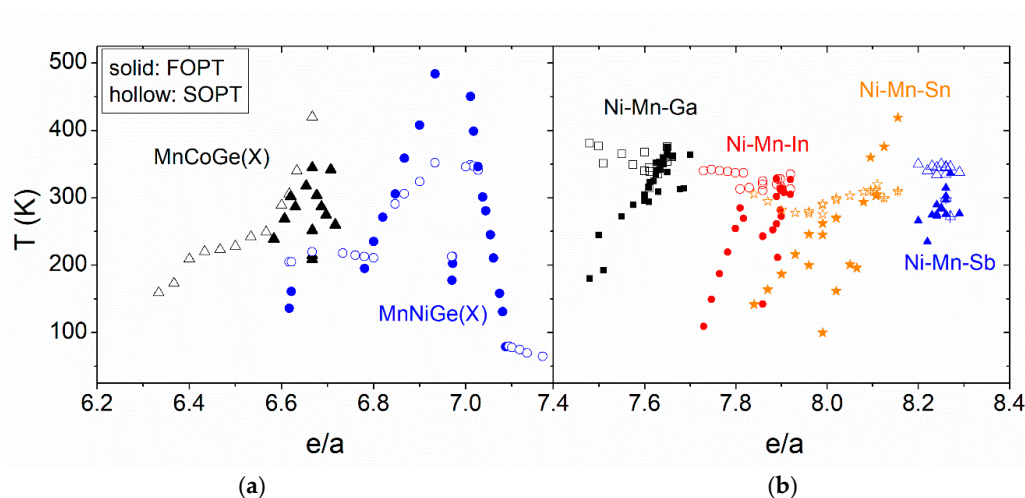 solid: FOPT
hollow: SOPT
MnCoGe(X)
MnNiGe(X)
Ni-Mn-Ga
Ni-Mn-In
Ni-Mn-Sn
Ni-Mn-Sb
T (K)
500
400
300
200
100
6.2 6.4 6.6 6.8 7.0 7.4 7.6 7.8 8.0 8.2 8.4
e/a e/a
(a) (b)